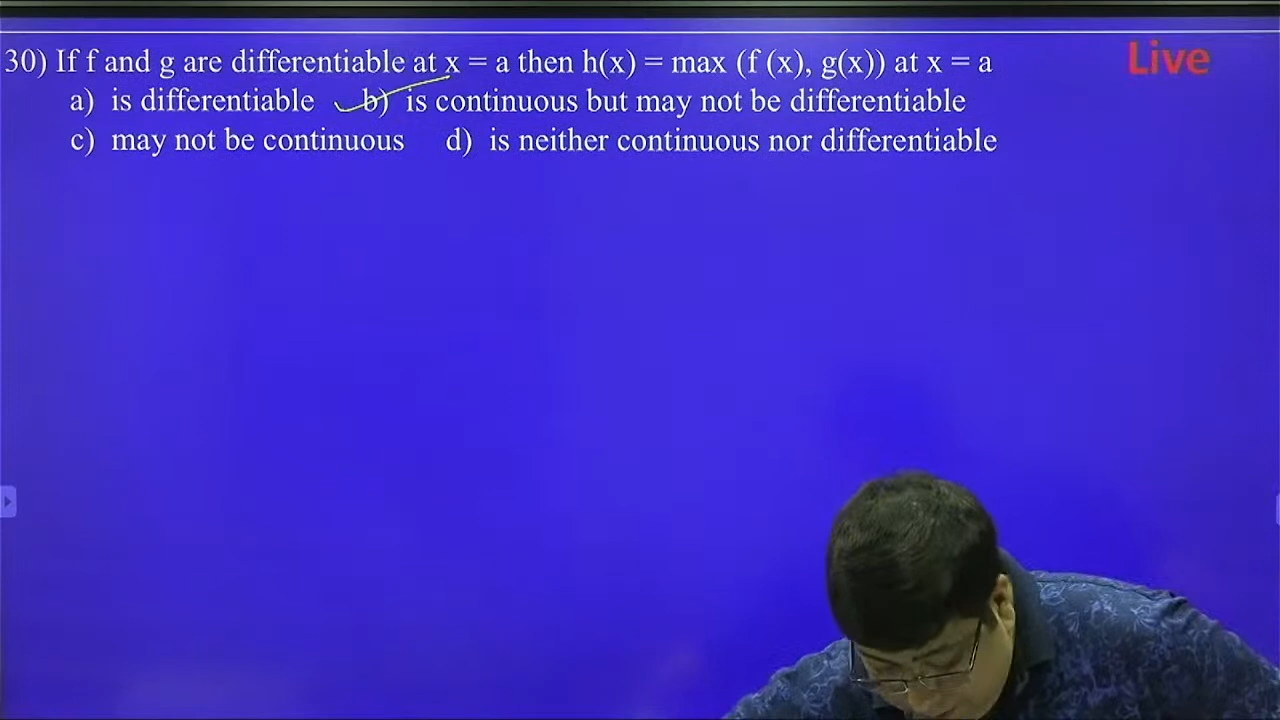 30) If f and g are differentiable at x = a then h(x) = max (f (x), g(x)) at x = a
Live
a) is differentiable b) is continuous but may not be differentiable
c) may not be continuous d) is neither continuous nor differentiable